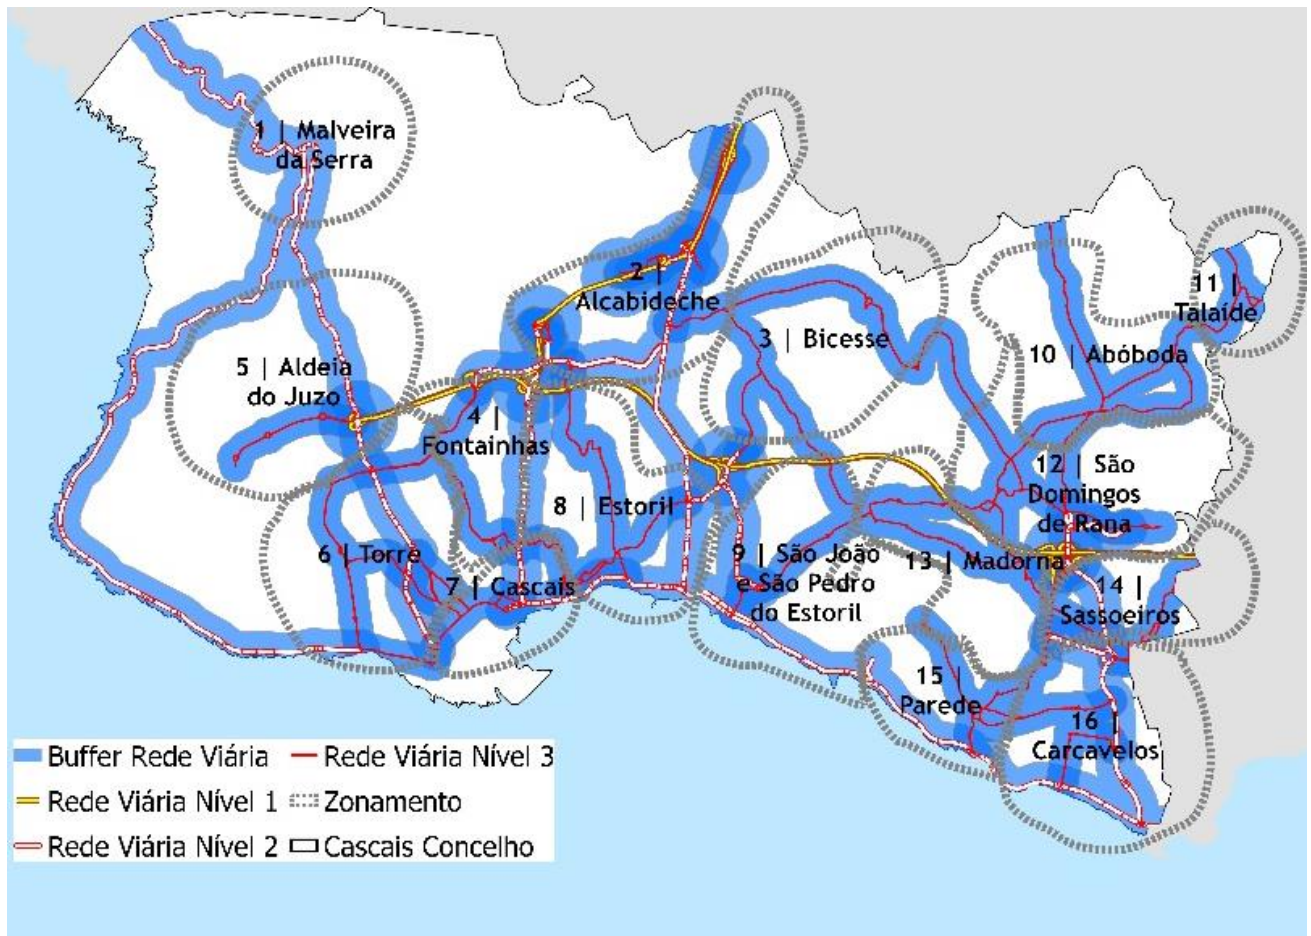 1 | Malveira
da Serra
2 |
Alcabideche
3 | Bicesse
11 |
Talaíde
10 | Abóboda
5 | Aldeia
do Juzo
4 |
Fontainhas
12 | São
Domingos
de Rana
8 | Estoril
6 | Torre
7 | Cascais
9 | São João
e São Pedro
do Estoril
13 | Madorna
14 |
Sassoeiros
15 |
Parede
16 |
Carcavelos
Buffer Rede Viária
Rede Viária Nível 3
Rede Viária Nível 1
Zonamento
Rede Viária Nível 2
Cascais Concelho